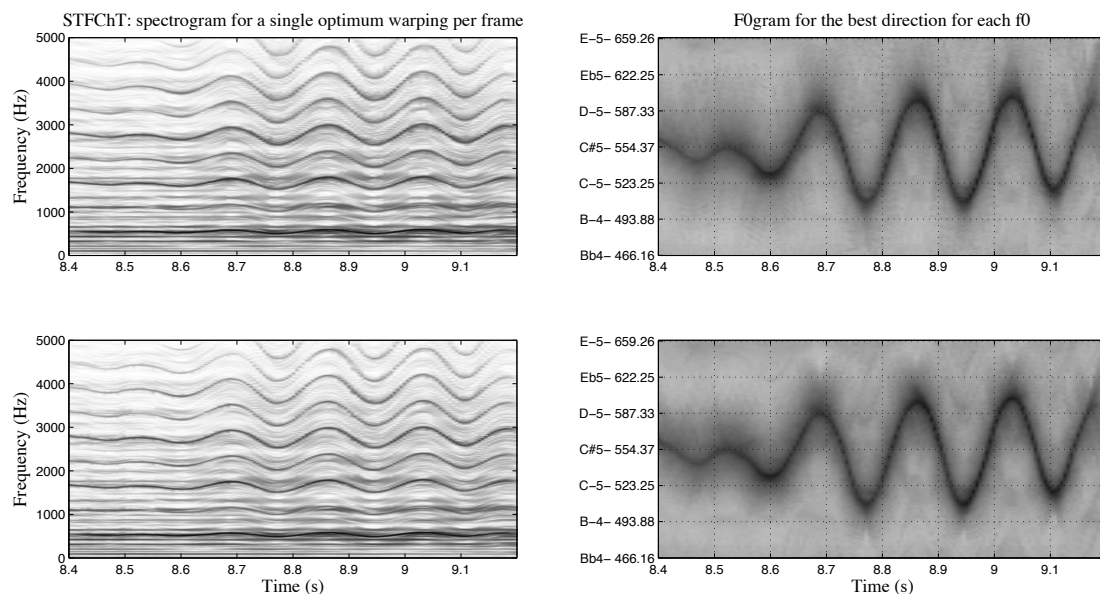 STFChT: spectrogram for a single optimum warping per frame
5000
4000
3000
2000
1000
0
Frequency (Hz)
8.4 8.5 8.6 8.7 8.8 8.9 9 9.1
F0gram for the best direction for each f0
E-5- 659.26
Eb5- 622.25
D-5- 587.33
C#5- 554.37
C-5- 523.25
B-4- 493.88
Bb4- 466.16
8.4 8.5 8.6 8.7 8.8 8.9 9 9.1
5000
4000
3000
2000
1000
0
Frequency (Hz)
8.4 8.5 8.6 8.7 8.8 8.9 9 9.1
Time (s)
E-5- 659.26
Eb5- 622.25
D-5- 587.33
C#5- 554.37
C-5- 523.25
B-4- 493.88
Bb4- 466.16
8.4 8.5 8.6 8.7 8.8 8.9 9 9.1
Time (s)